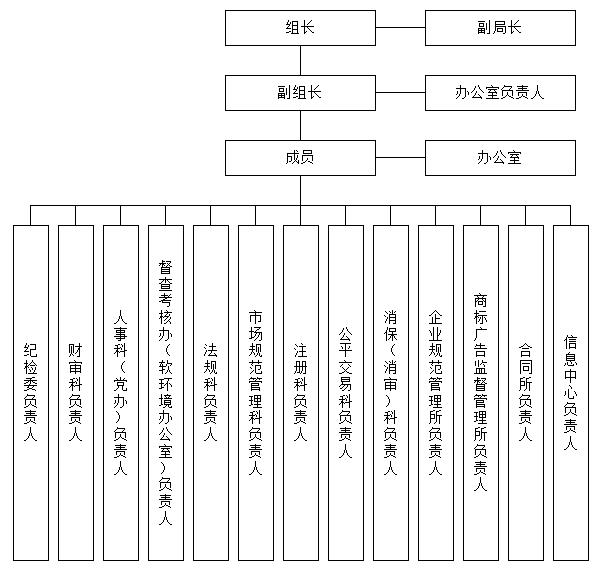 组长
副局长
副组长
办公室负责人
成员
办公室
纪检委负责人
财审科负责人
人事科（党办）负责人
督查考核办（软环境办公室）负责人
法规科负责人
市场规范管理科负责人
注册科负责人
公平交易科负责人
消保（消审）科负责人
企业规范管理所负责人
商标广告监督管理所负责人
合同所负责人
信息中心负责人